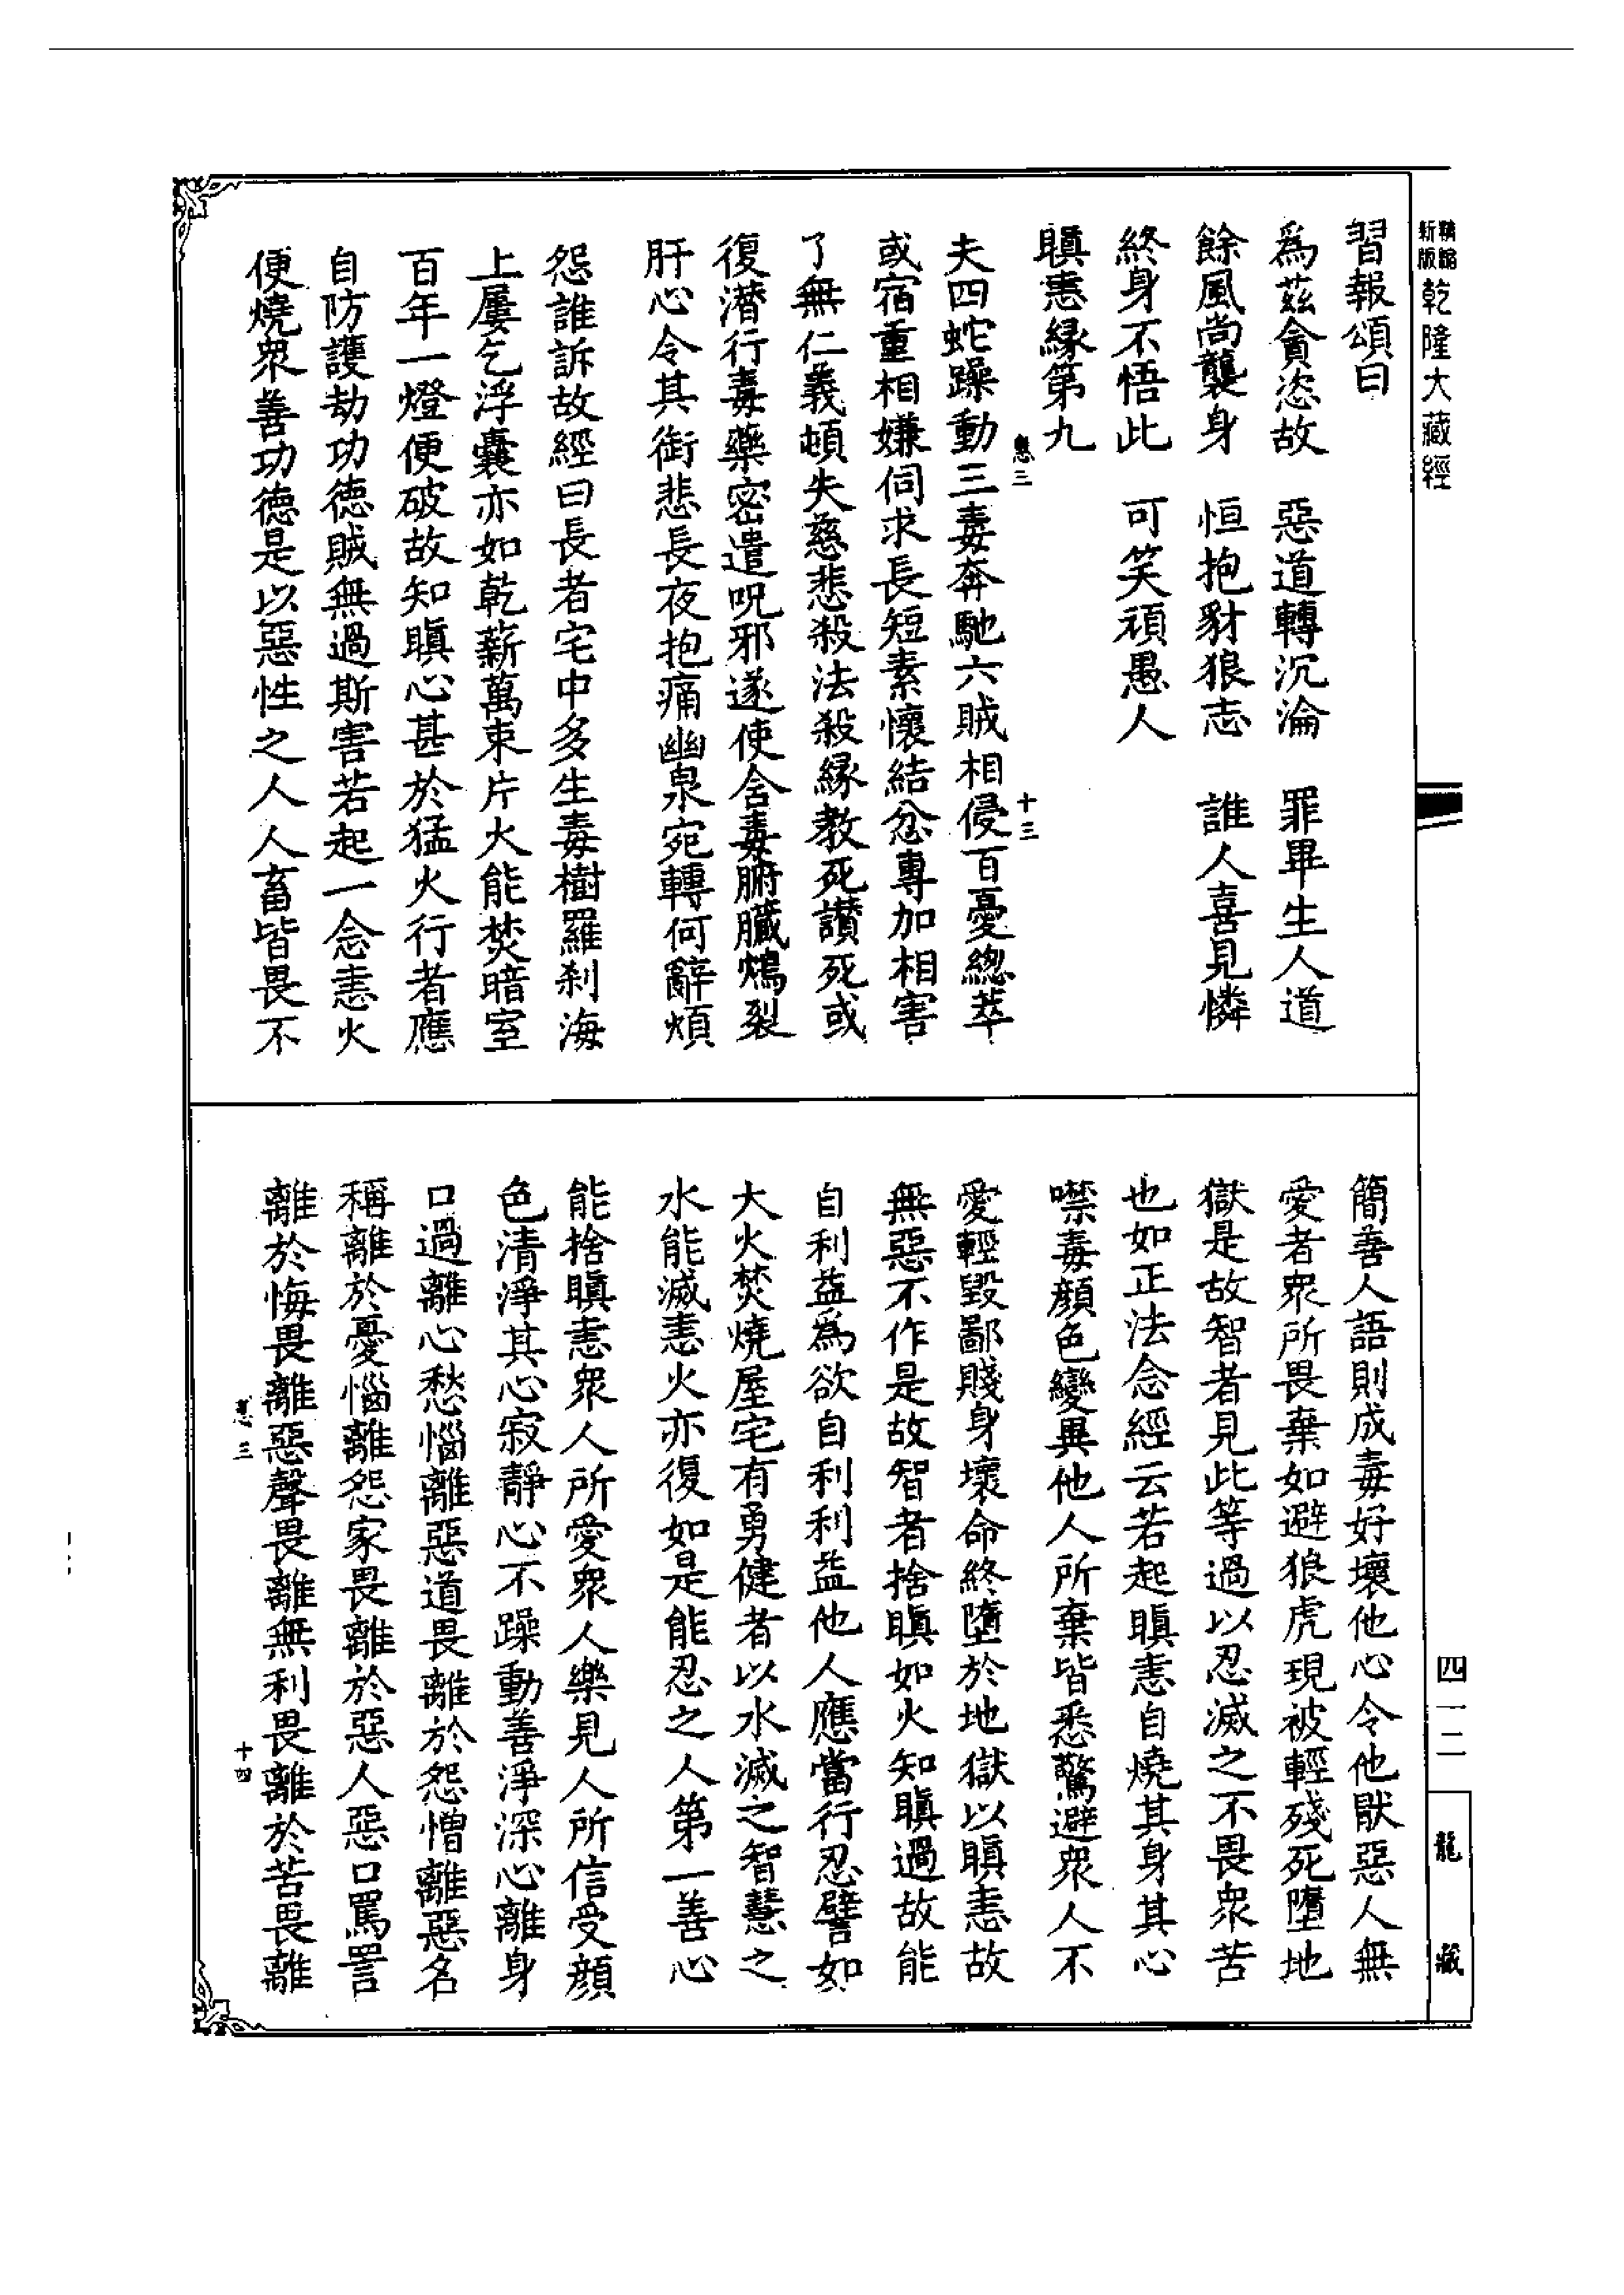 精縮新版乾隆大藏經
習報頌曰
為茲貪恣故　惡道轉沉淪　罪畢生人道
餘風尚襲身　恒抱豺狼志　誰人喜見憐
終身不悟此　可笑頑愚人
瞋恚緣第九
三　十三
夫四蛇躁動三毒奔馳六賊相侵百憂緫萃
或宿重相嫌伺求長短素懷結忿專加相害
了無仁義頓失慈悲殺法殺緣教死讚死或
復潛行毒藥密遣呪邪遂使含毒腑臟鴆裂
肝心令其銜悲長夜抱痛幽泉宛轉何辭煩
怨誰訴故經曰長者宅中多生毒樹羅剎海
上屢乞浮囊亦如乾薪萬束片火能焚暗室
百年一燈便破故知瞋心甚於猛火行者應
自防護劫功德賊無過斯害若起一念恚火
便燒眾善功德是以惡性之人人畜皆畏不
簡善人語則成毒好壞他心令他猒惡人無
愛者眾所畏棄如避狼虎現被輕殘死墮地
獄是故智者見此等過以忍滅之不畏眾苦
也如正法念經云若起瞋恚自燒其身其心
噤毒顏色變異他人所棄皆悉驚避眾人不
愛輕毀鄙賤身壞命終墮於地獄以瞋恚故
無惡不作是故智者捨瞋如火知瞋過故能
自利益為欲自利利益他人應當行忍譬如
大火焚燒屋宅有勇健者以水滅之智慧之
水能滅恚火亦復如是能忍之人第一善心
能捨瞋恚眾人所愛眾人樂見人所信受顏
色清淨其心寂靜心不躁動善淨深心離身
口過離心愁惱離惡道畏離於怨憎離惡名
稱離於憂惱離怨家畏離於惡人惡口罵詈
離於悔畏離惡聲畏離無利畏離於苦畏離
三　十四
四一二
龍　藏